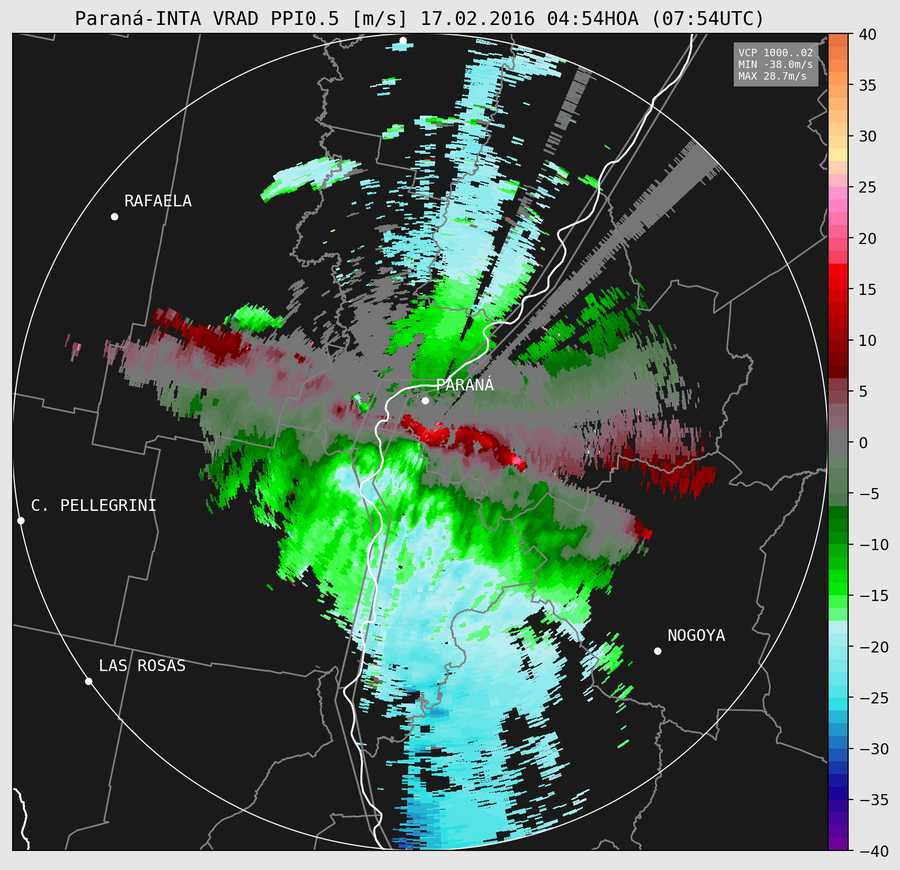 Paraná-INTA VRAD PPI0.5 [m/s] 17.02.2016 04:54HOA (07:54UTC)
VCP 1000..02
MIN -38.0m/s
MAX 28.7m/s
RAFAELA
PARANÁ
C. PELLEGRINI
NOGOYA
LAS ROSAS
40
35
30
25
20
15
10
5
0
−5
−10
−15
−20
−25
−30
−35
−40